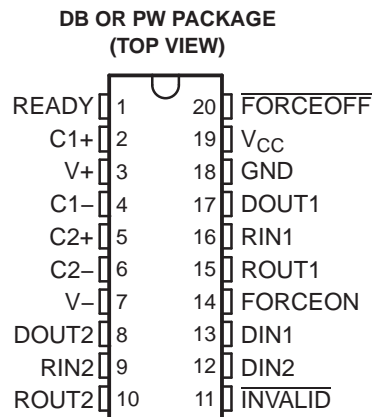 DB OR PW PACKAGE
(TOP VIEW)
READY 1 20 FORCEOFF
C1+ 2 19 VCC
V+ 3 18 GND
C1− 4 17 DOUT1
C2+ 5 16 RIN1
C2− 6 15 ROUT1
V− 7 14 FORCEON
DOUT2 8 13 DIN1
RIN2 9 12 DIN2
ROUT2 10 11 INVALID